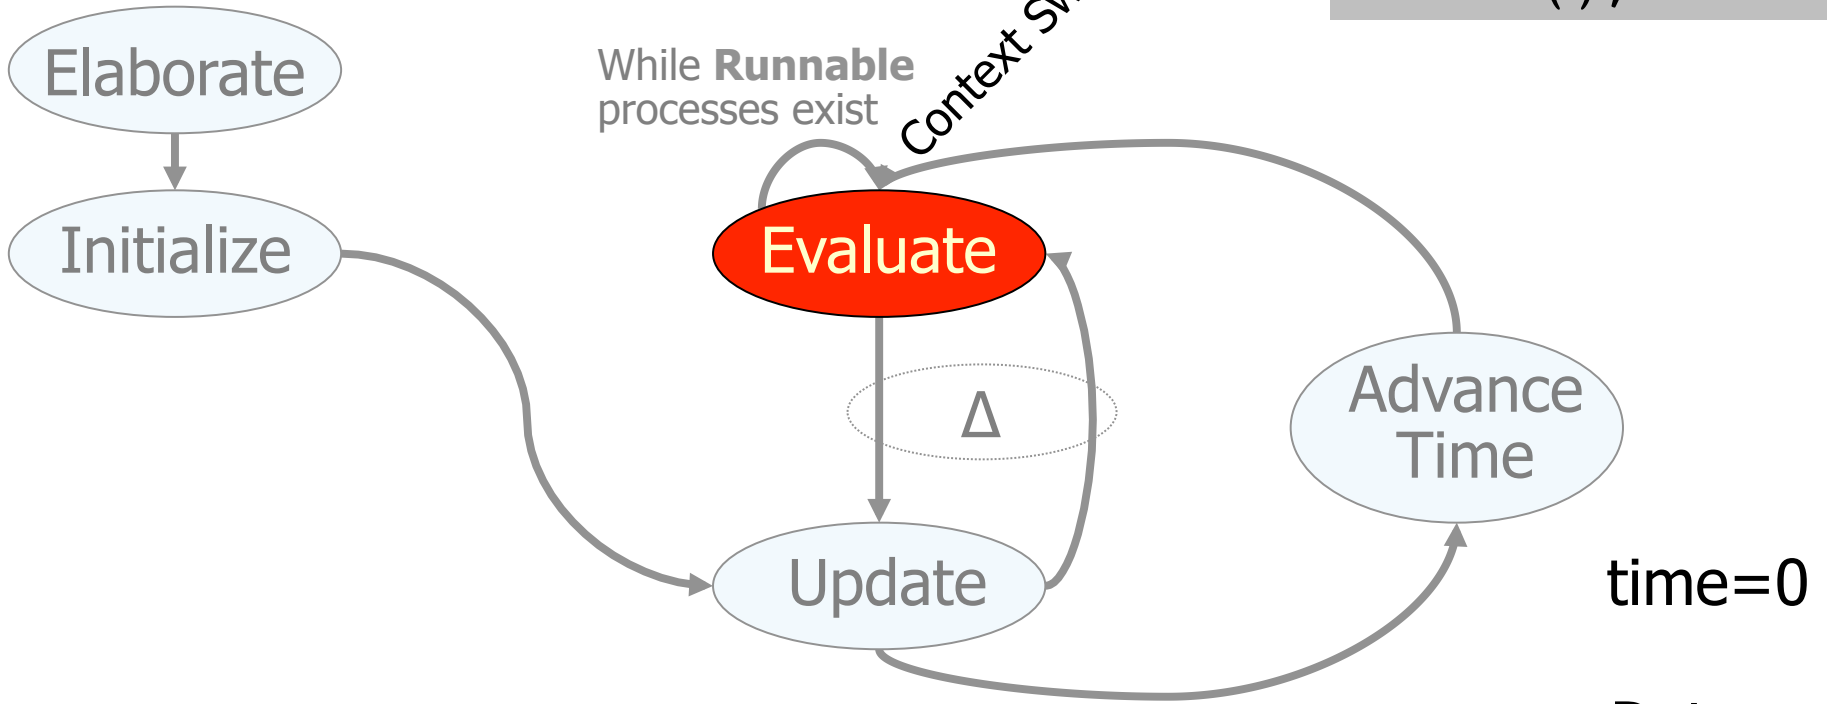 Elaborate
While Runnable
processes exist
Context
Initialize
Evaluate
Δ
Advance
Time
Update
time=0